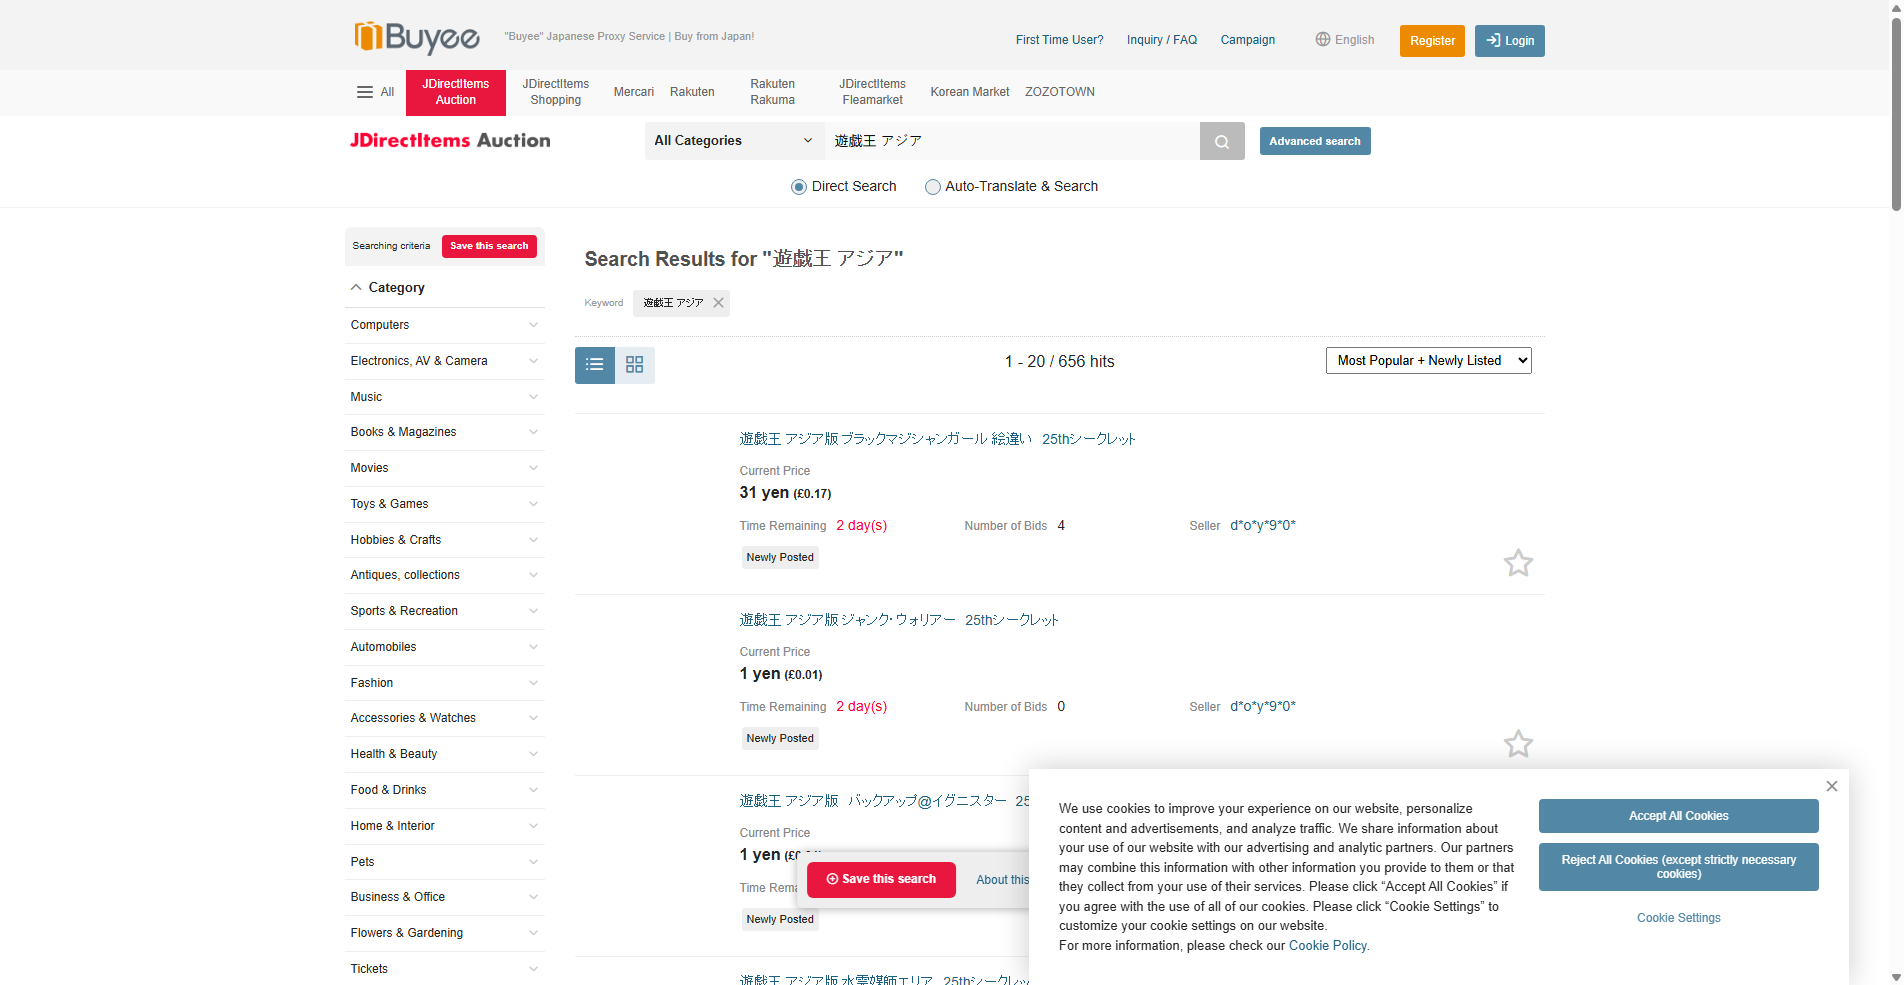 Buyee
"Buyee" Japanese Proxy Service | Buy from Japan!
First Time User?
Inquiry / FAQ
Campaign
English
Register
Login
All
JDirectItems
Auction
JDirectItems
Shopping
Mercari
Rakuten
Rakuten
Rakuma
JDirectItems
Fleamarket
Korean Market
ZOZOTOWN
JDirectItems Auction
All Categories
遊戯王 アジア
Advanced search
Direct Search
Auto-Translate & Search
Searching criteria
Save this search
Category
Computers
Electronics, AV & Camera
Music
Books & Magazines
Movies
Toys & Games
Hobbies & Crafts
Antiques, collections
Sports & Recreation
Automobiles
Fashion
Accessories & Watches
Health & Beauty
Food & Drinks
Home & Interior
Pets
Business & Office
Flowers & Gardening
Tickets
Search Results for "遊戯王 アジア"
Keyword
遊戯王 アジア
1 - 20 / 656 hits
Most Popular + Newly Listed
遊戯王 アジア版 ブラックマジシャンガール 絵違い 25thシークレット
Current Price
31 yen (£0.17)
Time Remaining 2 day(s)
Number of Bids 4
Seller d*o*y*9*0*
Newly Posted
遊戯王 アジア版 ジャンク・ウォリアー 25thシークレット
Current Price
1 yen (£0.01)
Time Remaining 2 day(s)
Number of Bids 0
Seller d*o*y*9*0*
Newly Posted
遊戯王 アジア版 バックアップ@イグニスター 25
Current Price
1 yen
Time
Newly Posted
遊戯王 アジア版 水霊媒師エリア 25thシークレッ
Save this search
About this
We use cookies to improve your experience on our website, personalize
content and advertisements, and analyze traffic. We share information about
your use of our website with our advertising and analytic partners. Our partners
may combine this information with other information you provide to them or that
they collect from your use of their services. Please click “Accept All Cookies” if
you agree with the use of all of our cookies. Please click “Cookie Settings” to
customize your cookie settings on our website.
For more information, please check our Cookie Policy.
Accept All Cookies
Reject All Cookies (except strictly necessary
cookies)
Cookie Settings